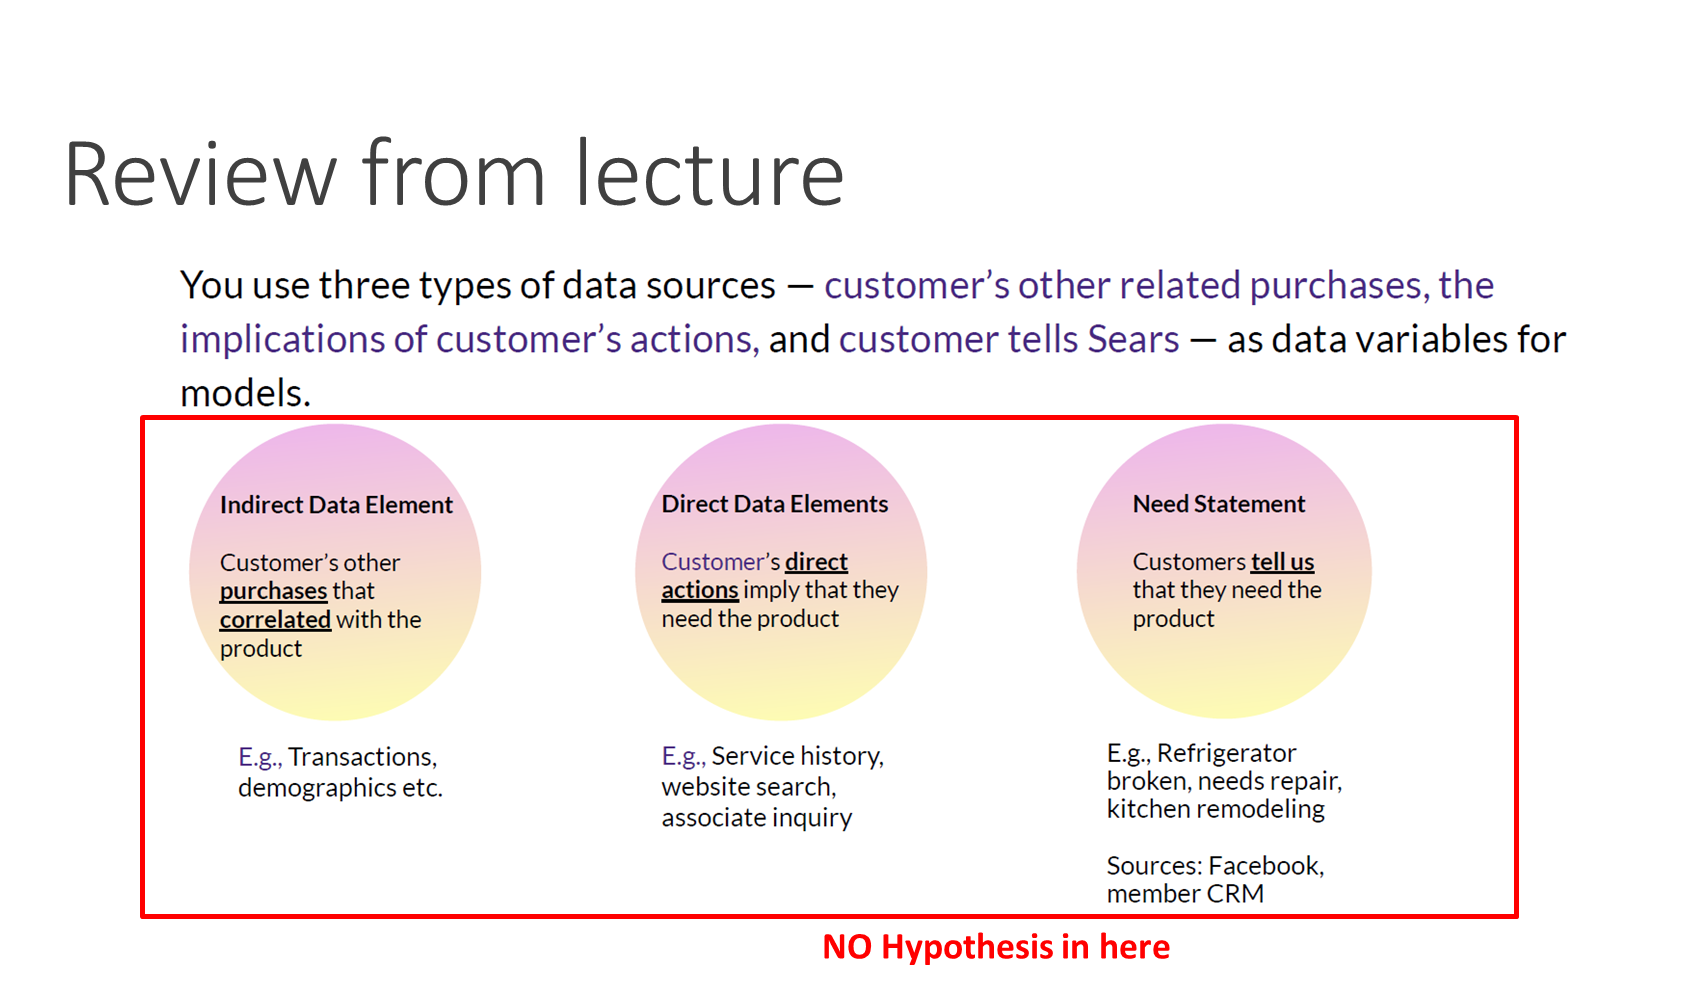 Review from lecture
You use three types of data sources — customer’s other related purchases, the
implications of customer’s actions, and customer tells Sears — as data variables for
models.
Indirect Data Element
Customer’s other
purchases that
correlated with the
product
E.g., Transactions,
demographics etc.
Direct Data Elements
Customer’s direct
actions imply that they
need the product
E.g., Service history,
website search,
associate inquiry
Need Statement
Customers tell us
that they need the
product
E.g., Refrigerator
broken, needs repair,
kitchen remodeling
Sources: Facebook,
member CRM
NO Hypothesis in here